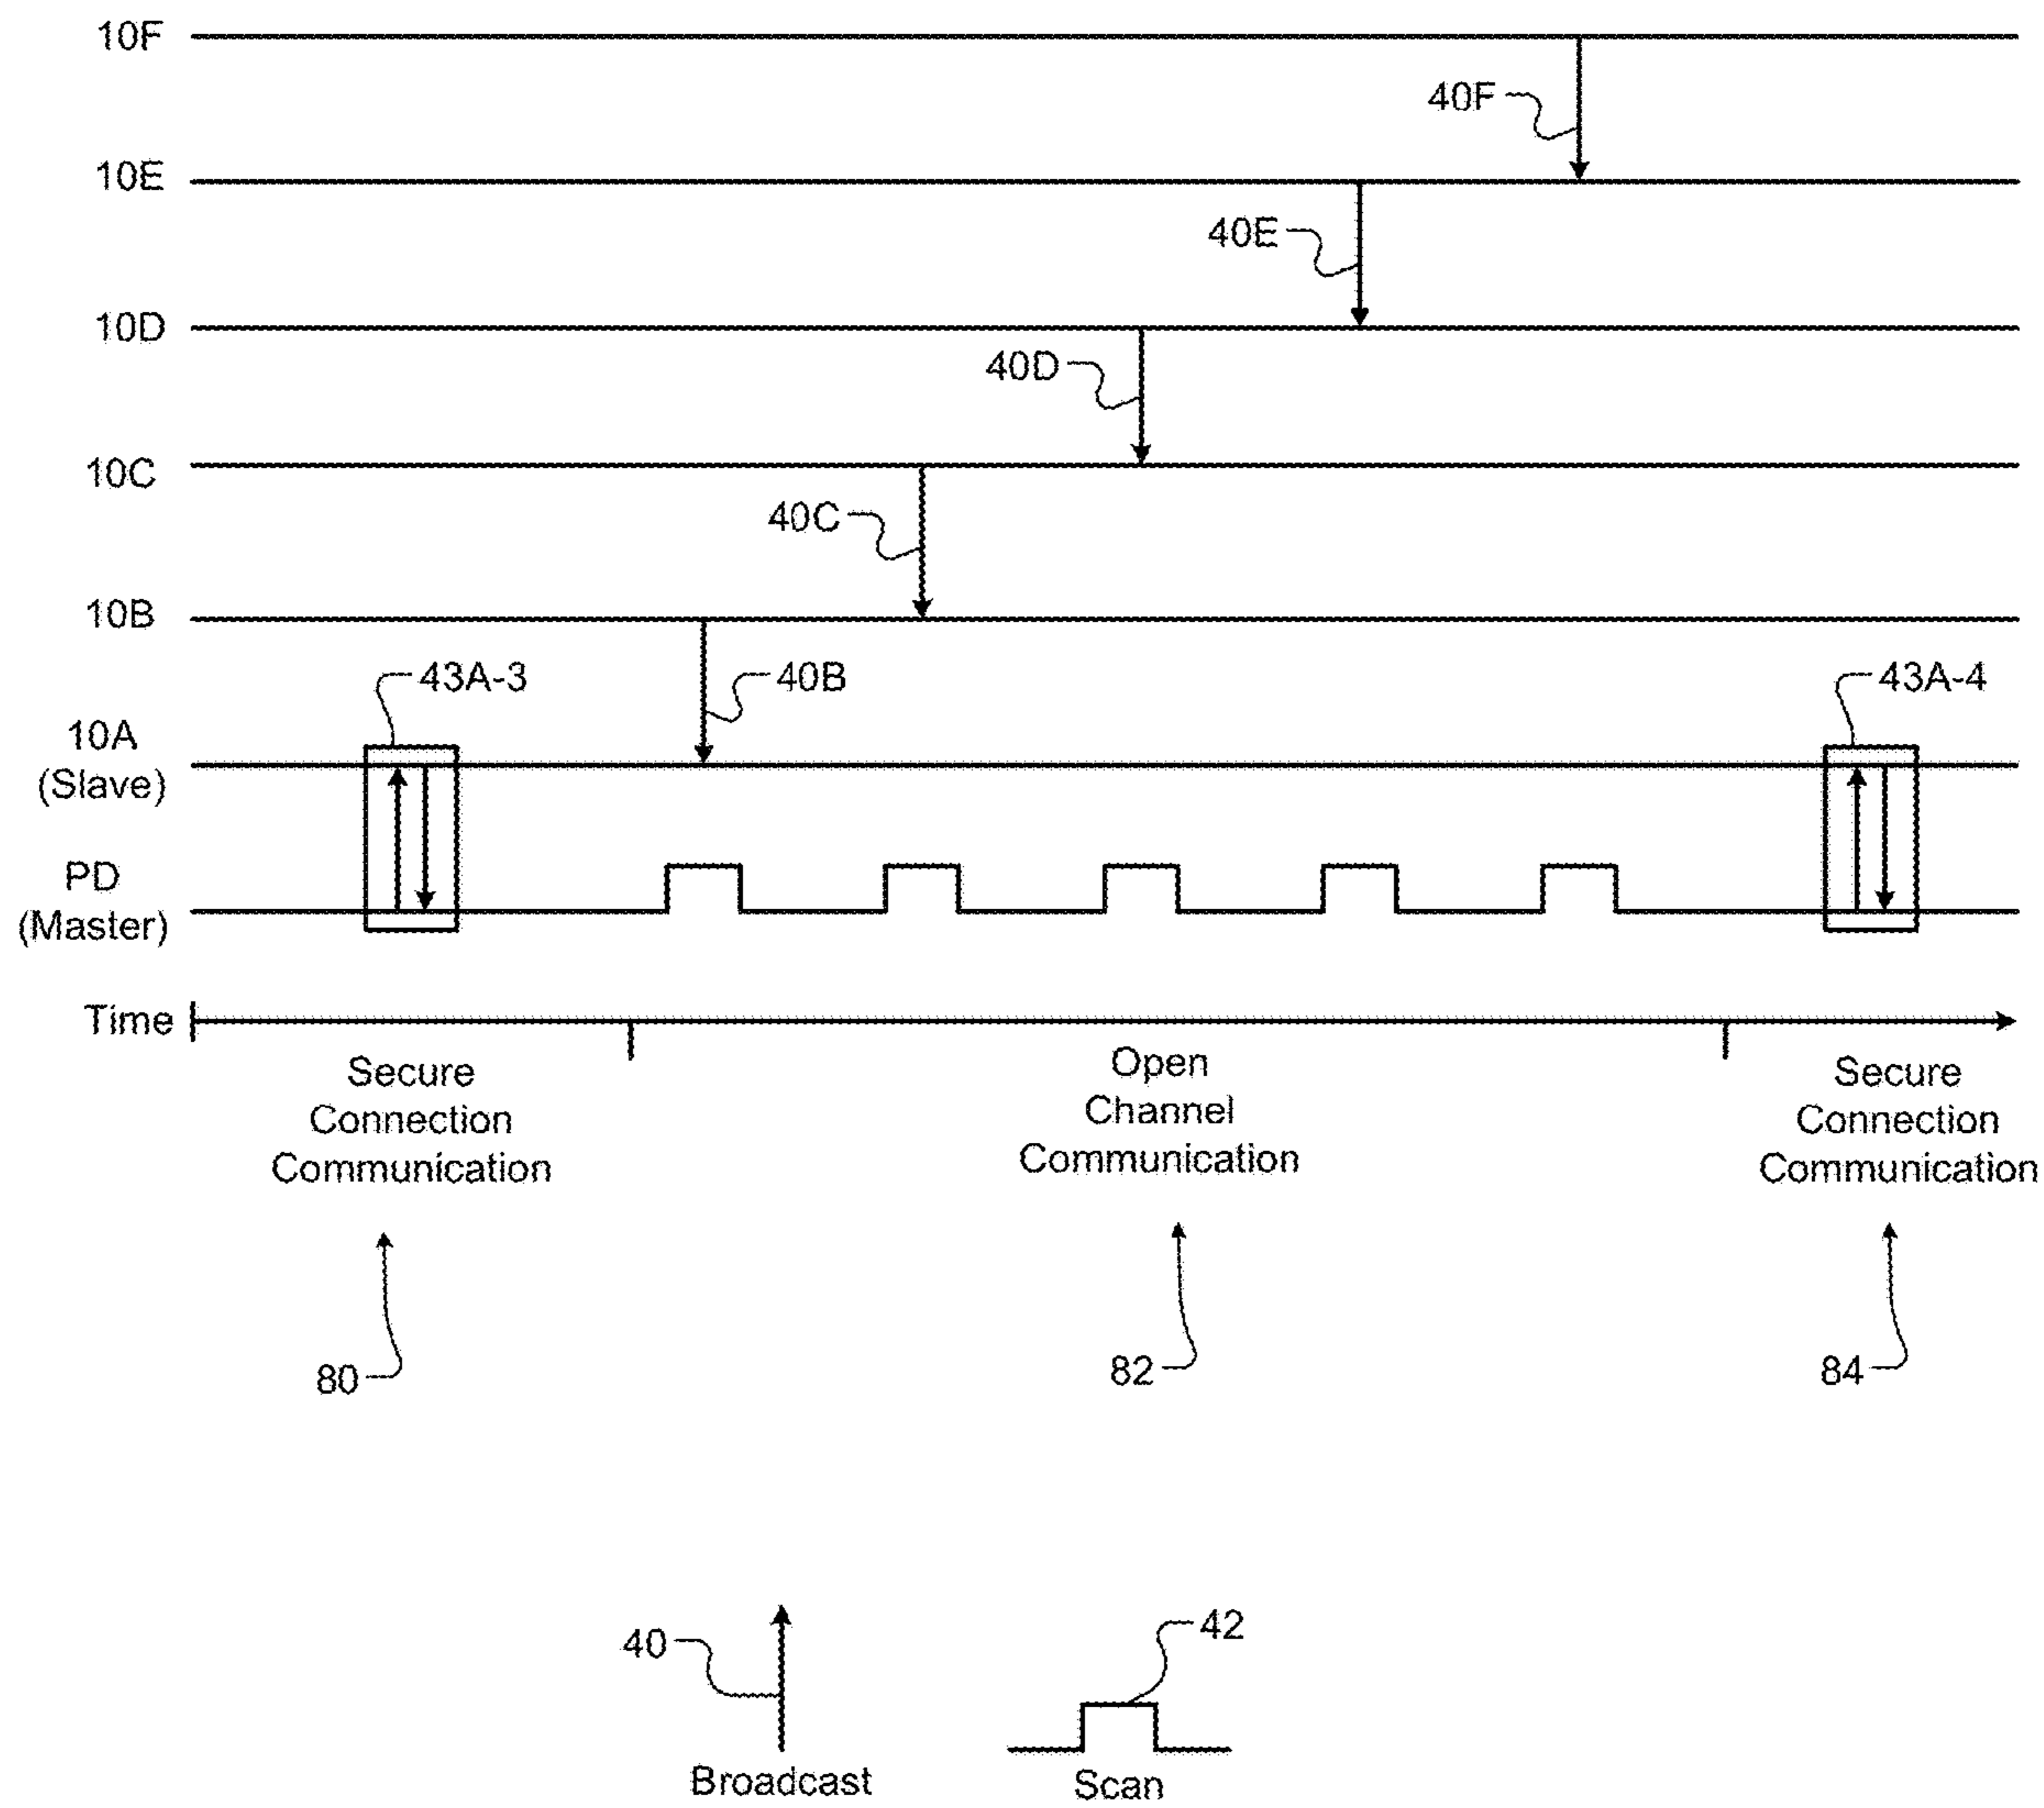 10F
40F
10E
40E
10D
40D
10C
40C
10B
43A-3
40B
43A-4
10A
(Slave)
PD
(Master)
Time
Secure
Connection
Communication
Open
Channel
Communication
Secure
Connection
Communication
80
82
84
40
42
Broadcast
Scan